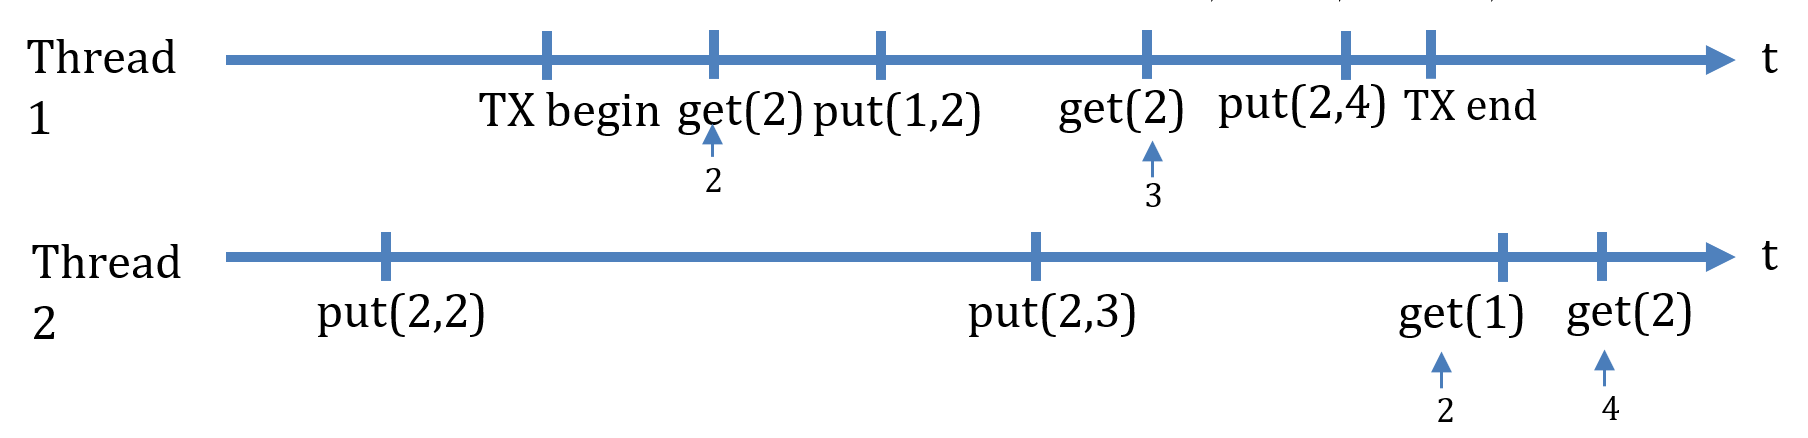 Thread 1
t
TX begin get(2) put(1,2) get(2) put(2,4) TX end
2 3
Thread 2
t
put(2,2) put(2,3) get(1) get(2)
2 4